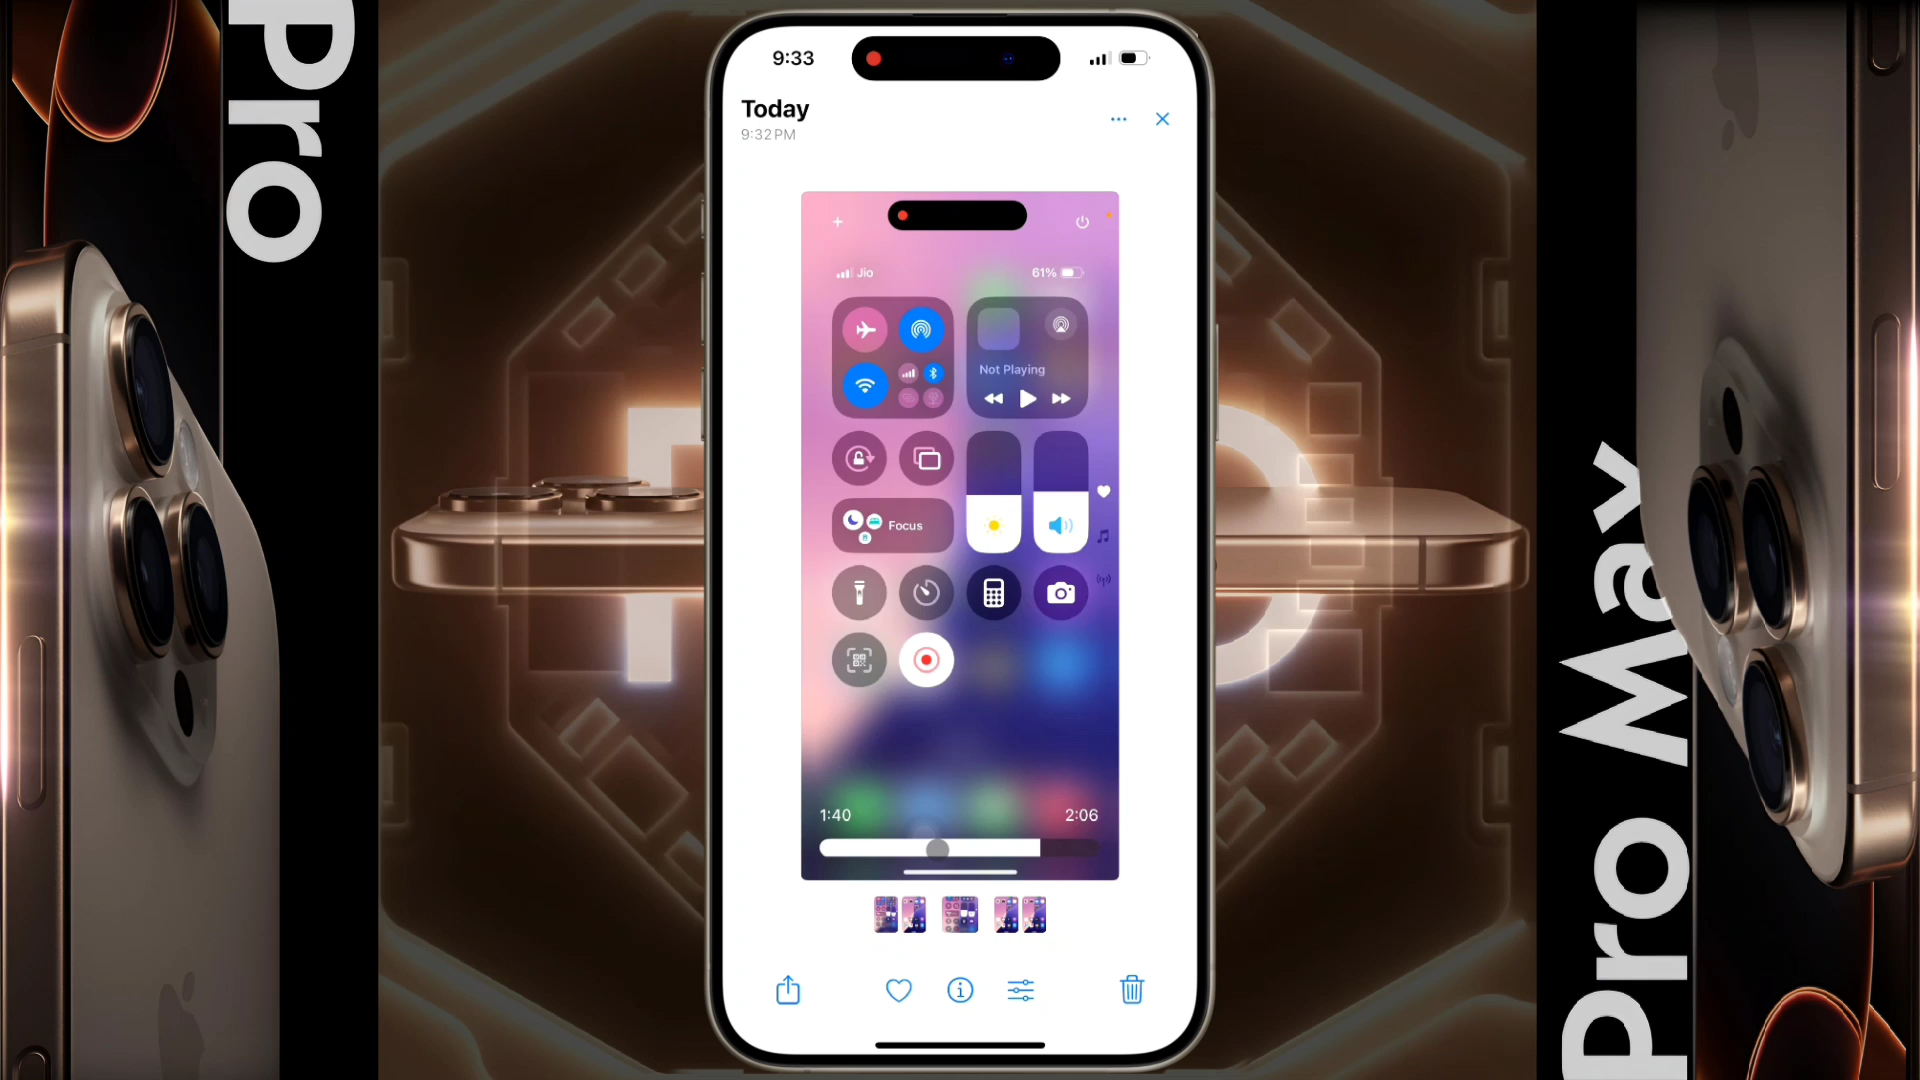 Pro
9:33
Today
9:32 PM
Jio
61%
Not Playing
Focus
1:40
2:06
Pro Max